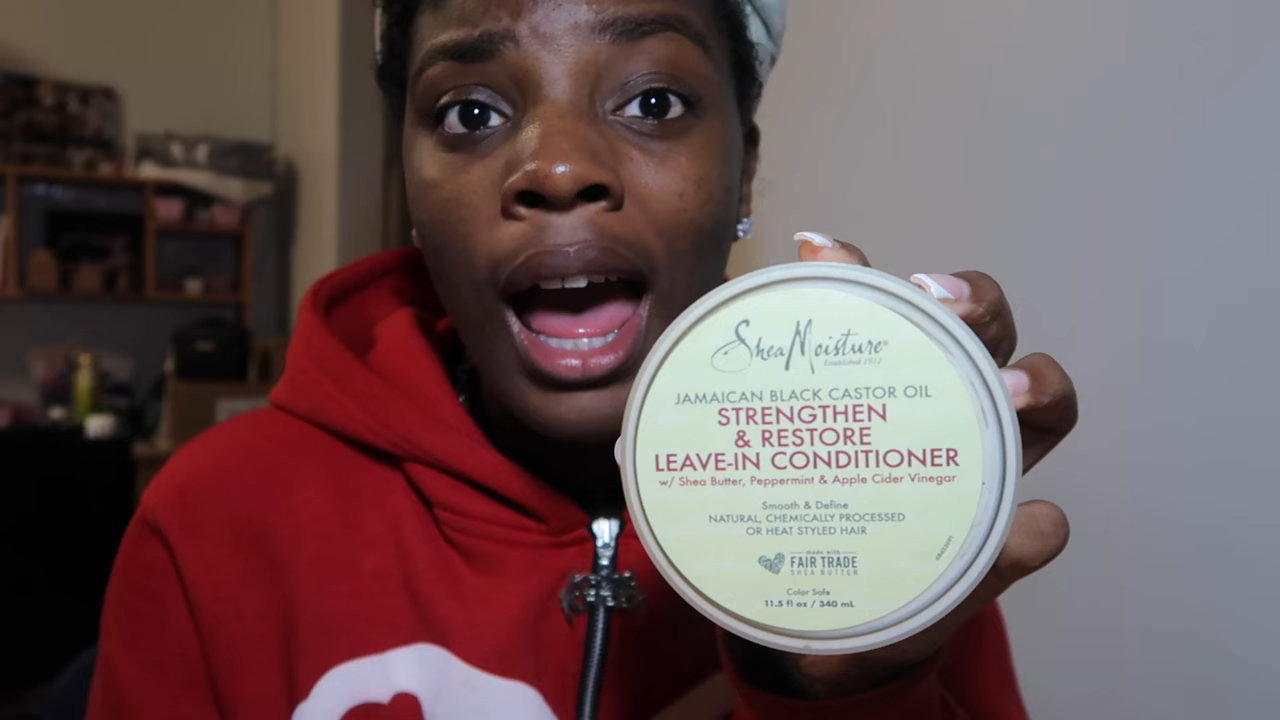 SheaMoisture®
Established 1912
JAMAICAN BLACK CASTOR OIL
STRENGTHEN
& RESTORE
LEAVE-IN CONDITIONER
w/ Shea Butter, Peppermint & Apple Cider Vinegar
Smooth & Define
NATURAL, CHEMICALLY PROCESSED
OR HEAT STYLED HAIR
made with
FAIR TRADE
SHEA BUTTER
Color Safe
11.5 fl oz / 340 mL